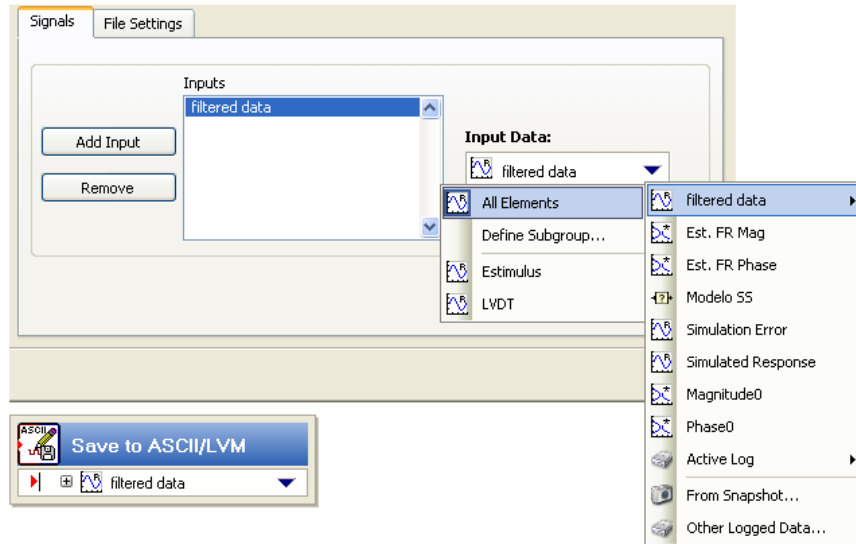 Signals
File Settings
Inputs
filtered data
Add Input
Remove
Input Data:
filtered data
All Elements
Define Subgroup...
Estimulus
LVDT
filtered data
Est. FR Mag
Est. FR Phase
Modelo SS
Simulation Error
Simulated Response
Magnitude0
Phase0
Active Log
From Snapshot...
Other Logged Data...
ASCII
Save to ASCII/LVM
filtered data